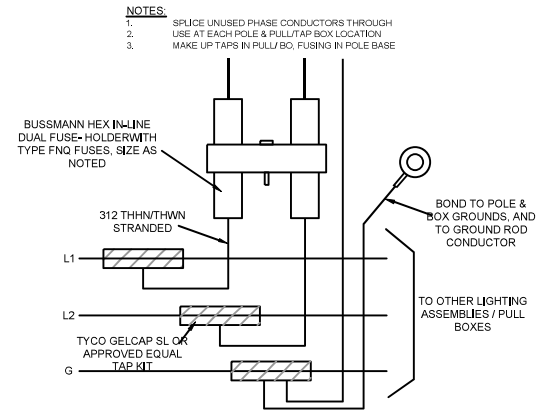 NOTES:
1. SPLICE UNUSED PHASE CONDUCTORS THROUGH
2. USE AT EACH POLE & PULL/TAP BOX LOCATION
3. MAKE UP TAPS IN PULL/ BO, FUSING IN POLE BASE
BUSSMANN HEX IN-LINE
DUAL FUSE- HOLDERWITH
TYPE FNQ FUSES, SIZE AS
NOTED
312 THHN/THWN
STRANDED
BOND TO POLE &
BOX GROUNDS, AND
TO GROUND ROD
CONDUCTOR
L1
L2
TO OTHER LIGHTING
ASSEMBLIES / PULL
BOXES
TYCO GELCAP SL OR
APPROVED EQUAL
TAP KIT
G